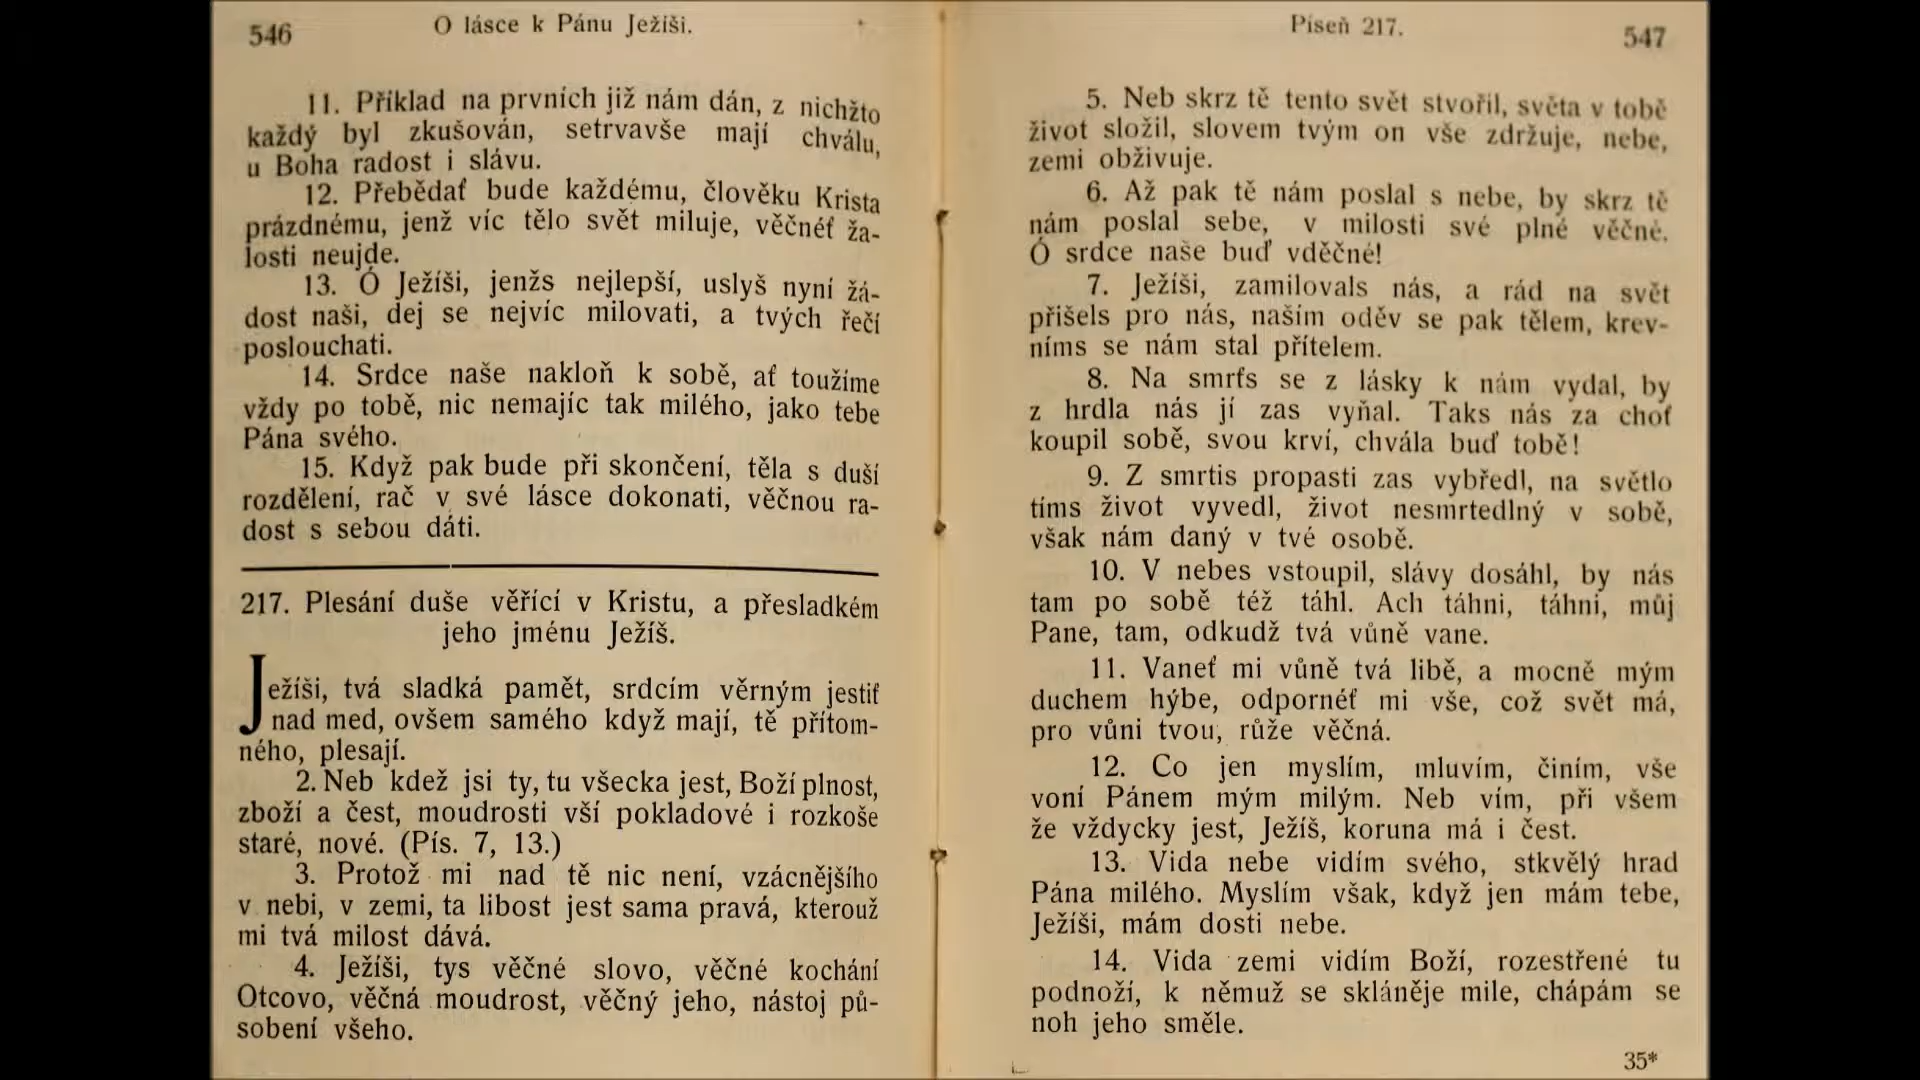 546
O lásce k Pánu Ježíši.
11. Příklad na prvních již nám dán, z nichžto
každý byl zkušován, setrvavše mají chválu,
u Boha radost i slávu.
12. Přebědať bude každému, člověku Krista
prázdnému, jenž víc tělo svět miluje, věčnéť ža-
losti neujde.
13. Ó Ježíši, jenžs nejlepší, uslyš nyní žá-
dost naši, dej se nejvíc milovati, a tvých řečí
poslouchati.
14. Srdce naše nakloň k sobě, ať toužíme
vždy po tobě, nic nemajíc tak milého, jako tebe
Pána svého.
15. Když pak bude při skončení, těla s duší
rozdělení, rač v své lásce dokonati, věčnou ra-
dost s sebou dáti.
217. Plesání duše věřící v Kristu, a přesladkém
jeho jménu Ježíš.
Ježíši, tvá sladká pamět, srdcím věrným jestiť
nad med, ovšem samého když mají, tě přítom-
ného, plesají.
2. Neb kdež jsi ty, tu všecka jest, Boží plnost,
zboží a čest, moudrosti vší pokladové i rozkoše
staré, nové. (Pís. 7, 13.)
3. Protož mi nad tě nic není, vzácnějšího
v nebi, v zemi, ta libost jest sama pravá, kterouž
mi tvá milost dává.
4. Ježíši, tys věčné slovo, věčné kochání
Otcovo, věčná moudrost, věčný jeho, nástoj pů-
sobení všeho.
Píseň 217.
547
5. Neb skrz tě tento svět stvořil, světa v tobě
život složil, slovem tvým on vše zdržuje, nebe,
zemi obživuje.
6. Až pak tě nám poslal s nebe, by skrz tě
nám poslal sebe, v milosti své plné věčné.
Ó srdce naše buď vděčné!
7. Ježíši, zamilovals nás, a rád na svět
přišels pro nás, naším oděv se pak tělem, krev-
níms se nám stal přítelem.
8. Na smrťs se z lásky k nám vydal, by
z hrdla nás jí zas vyňal. Taks nás za choť
koupil sobě, svou krví, chvála buď tobě!
9. Z smrtis propasti zas vybředl, na světlo
tíms život vyvedl, život nesmrtedlný v sobě,
však nám daný v tvé osobě.
10. V nebes vstoupil, slávy dosáhl, by nás
tam po sobě též táhl. Ach táhni, táhni, můj
Pane, tam, odkudž tvá vůně vane.
11. Vaneť mi vůně tvá libě, a mocně mým
duchem hýbe, odpornéť mi vše, což svět má,
pro vůni tvou, růže věčná.
12. Co jen myslím, mluvím, činím, vše
voní Pánem mým milým. Neb vím, při všem
že vždycky jest, Ježíš, koruna má i čest.
13. Vida nebe vidím svého, stkvělý hrad
Pána milého. Myslím však, když jen mám tebe,
Ježíši, mám dosti nebe.
14. Vida zemi vidím Boží, rozestřené tu
podnoží, k němuž se skláněje mile, chápám se
noh jeho směle.
35*